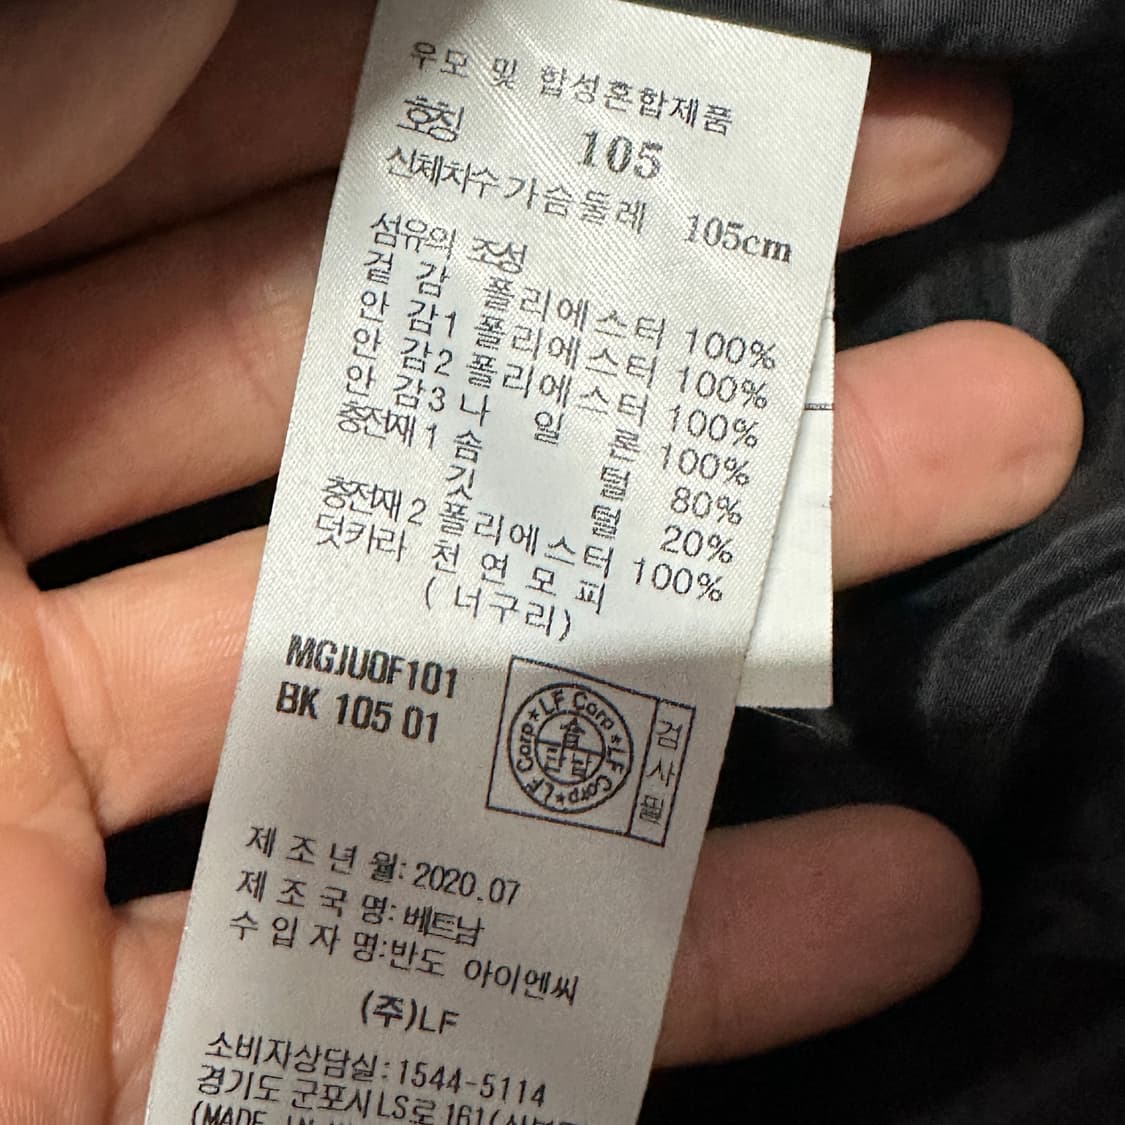 우모 및 합성혼합제품
호칭 105
신체치수 가슴둘레 105cm
섬유의 조성
겉 감 폴리에스터 100%
안 감1 폴리에스터 100%
안 감2 폴리에스터 100%
안 감3 나 일 론 100%
충전재1 솜 털 80%
깃 털 20%
충전재2 폴리에스터 100%
덧카라 천 연 모 피
(너구리)
MGJUOF101
BK 105 01
LF Corp★LF Corp★LF Corp★
검사필
제 조 년 월: 2020.07
제 조 국 명: 베트남
수 입 자 명:반도 아이엔씨
(주)LF
소비자상담실:1544-5114
경기도 군포시 LS로 161(
(MADE IN